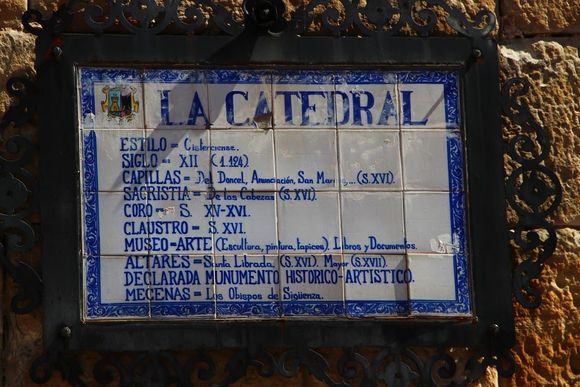 LA CATEDRAL
ESTILO = Cisterciense.
SIGLO = XII (1.124).
CAPILLAS = Del Doncel, Anunciación, San Marcos,... (S.XVI).
SACRISTIA = De las Cabezas (S.XVI).
CORO = S. XV-XVI.
CLAUSTRO = S. XVI.
MUSEO-ARTE (Escultura, pintura, tapices). Libros y Documentos.
ALTARES = Santa Librada (S.XVI). Mayor (S.XVII).
DECLARADA MONUMENTO HISTORICO-ARTISTICO.
MECENAS = Los Obispos de Sigüenza.